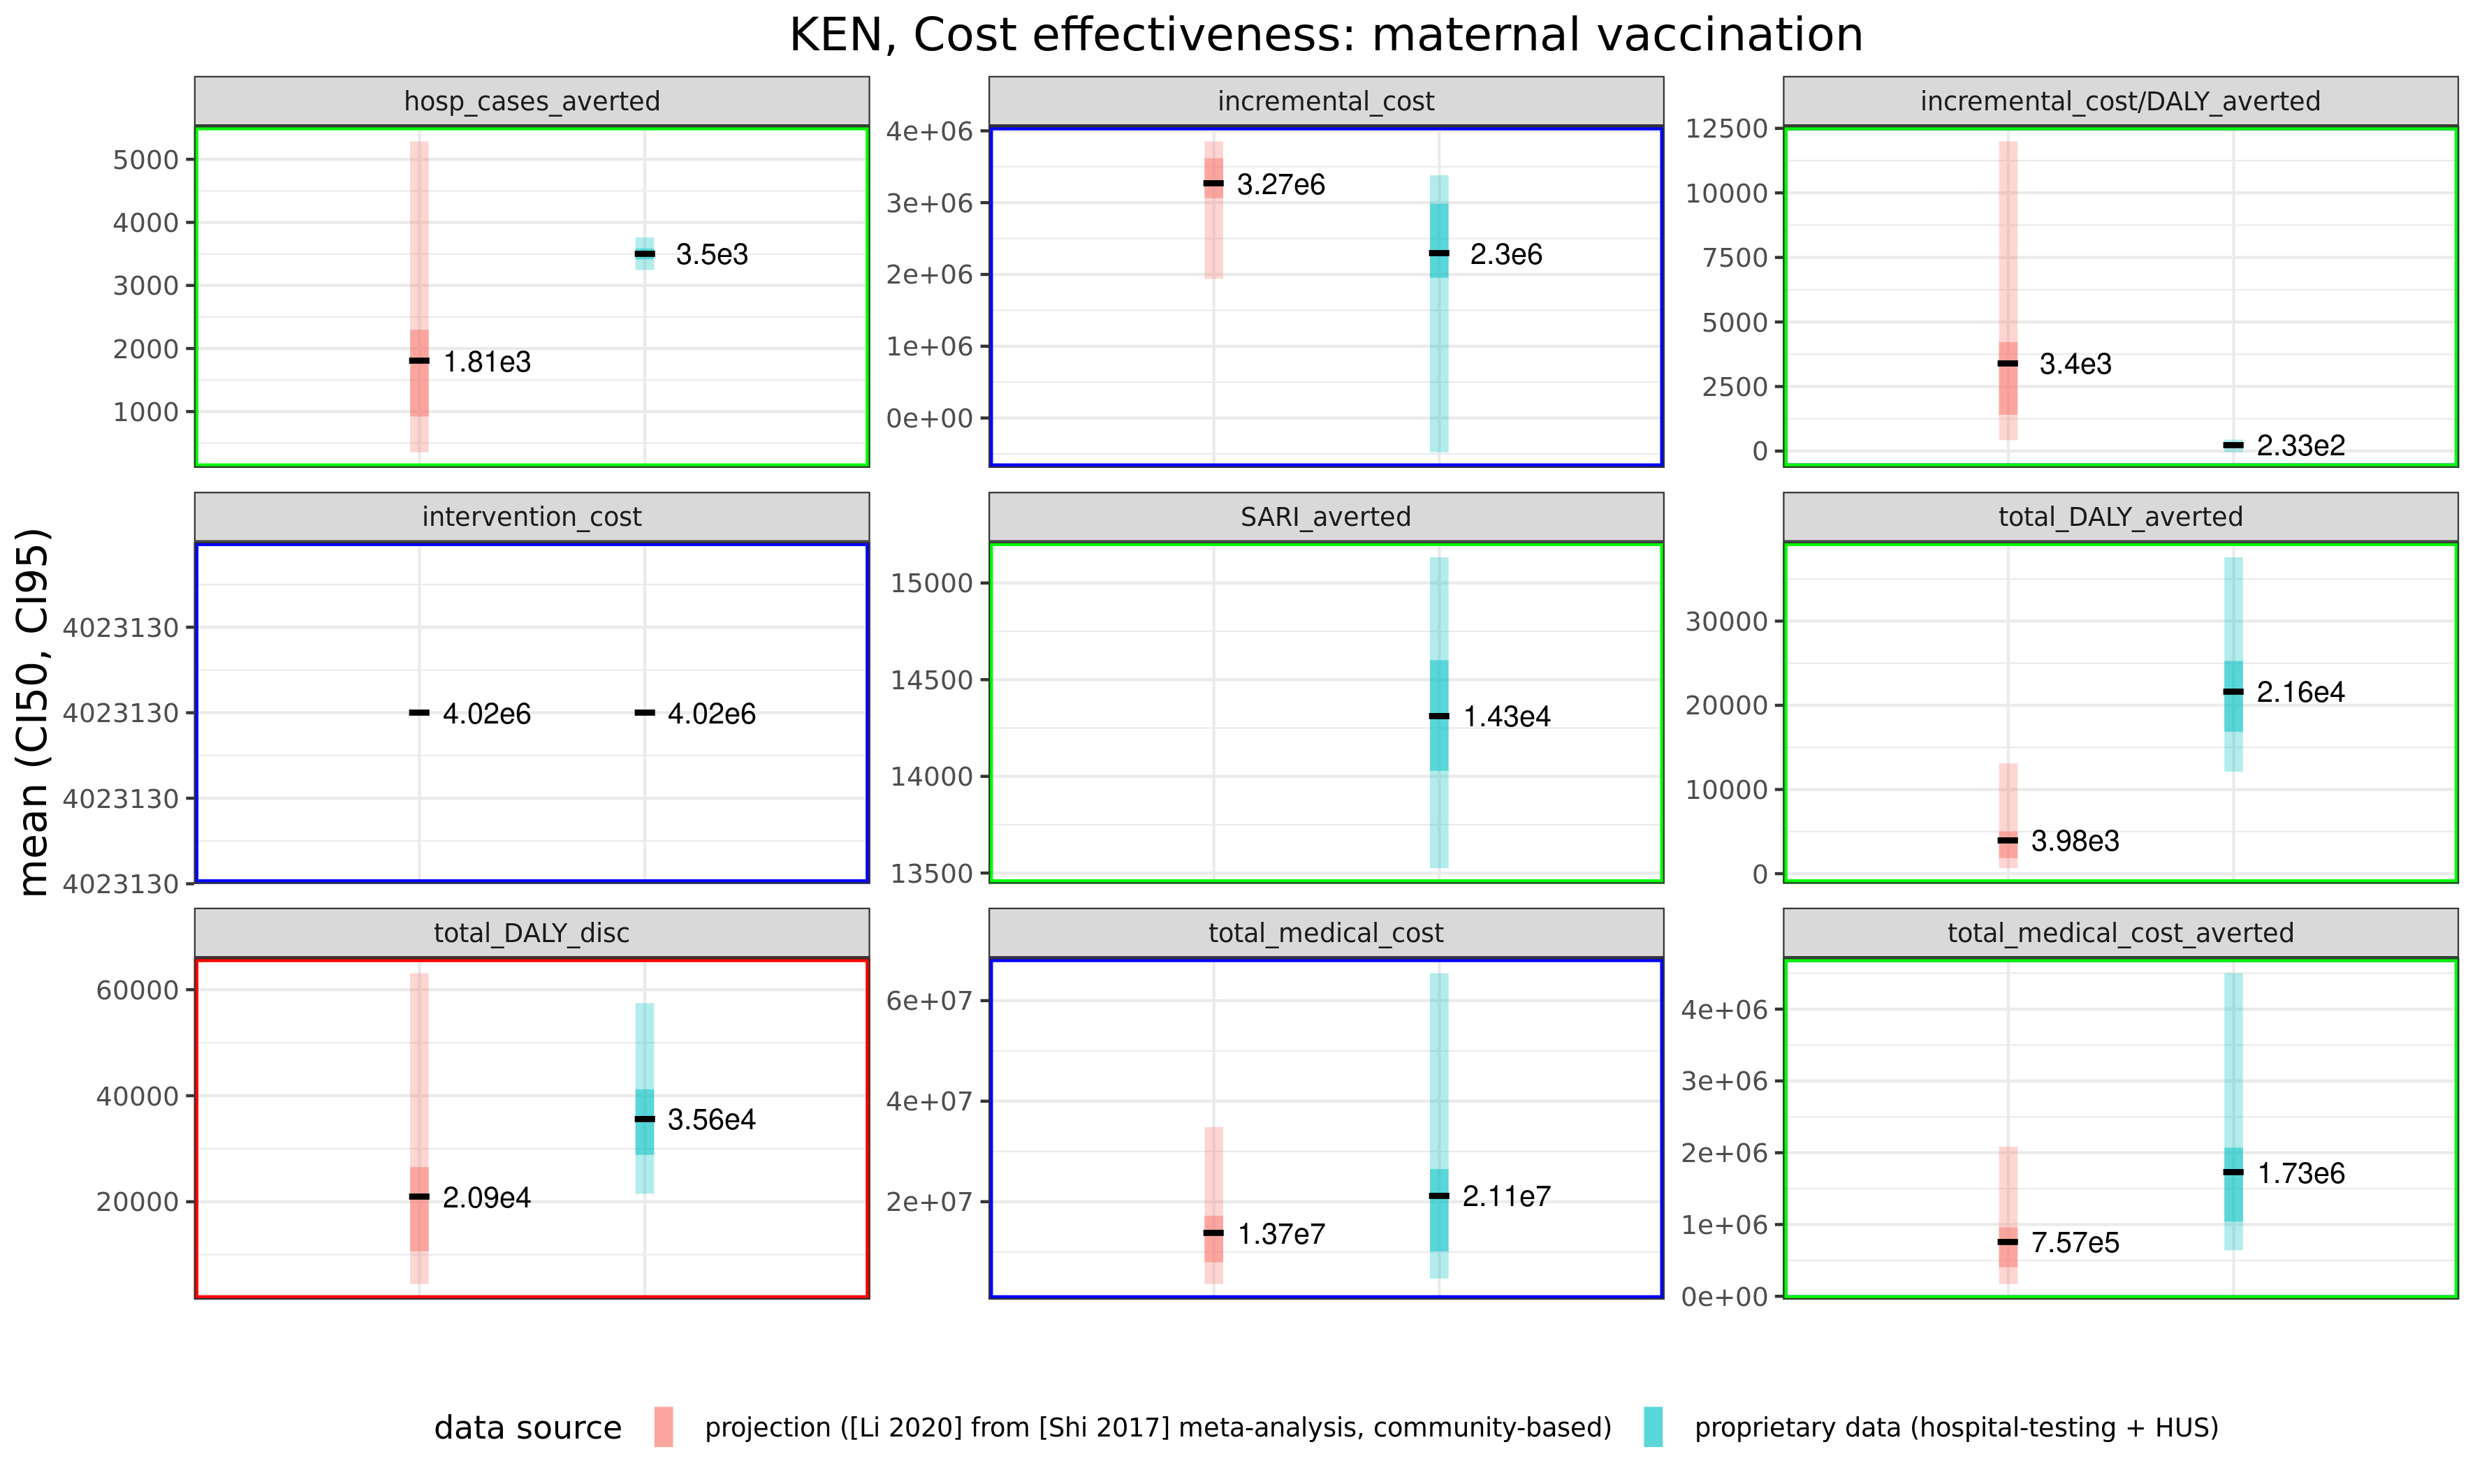 KEN, Cost effectiveness: maternal vaccination
mean (CI50, CI95)
hosp_cases_averted
5000
4000
3000
2000
1000
1.81e3
3.5e3
incremental_cost
4e+06
3e+06
2e+06
1e+06
0e+00
3.27e6
2.3e6
incremental_cost/DALY_averted
12500
10000
7500
5000
2500
0
3.4e3
2.33e2
intervention_cost
4023130
4023130
4023130
4023130
4.02e6
4.02e6
SARI_averted
15000
14500
14000
13500
1.43e4
total_DALY_averted
30000
20000
10000
0
3.98e3
2.16e4
total_DALY_disc
60000
40000
20000
2.09e4
3.56e4
total_medical_cost
6e+07
4e+07
2e+07
1.37e7
2.11e7
total_medical_cost_averted
4e+06
3e+06
2e+06
1e+06
0e+00
7.57e5
1.73e6
data source
projection ([Li 2020] from [Shi 2017] meta-analysis, community-based)
proprietary data (hospital-testing + HUS)